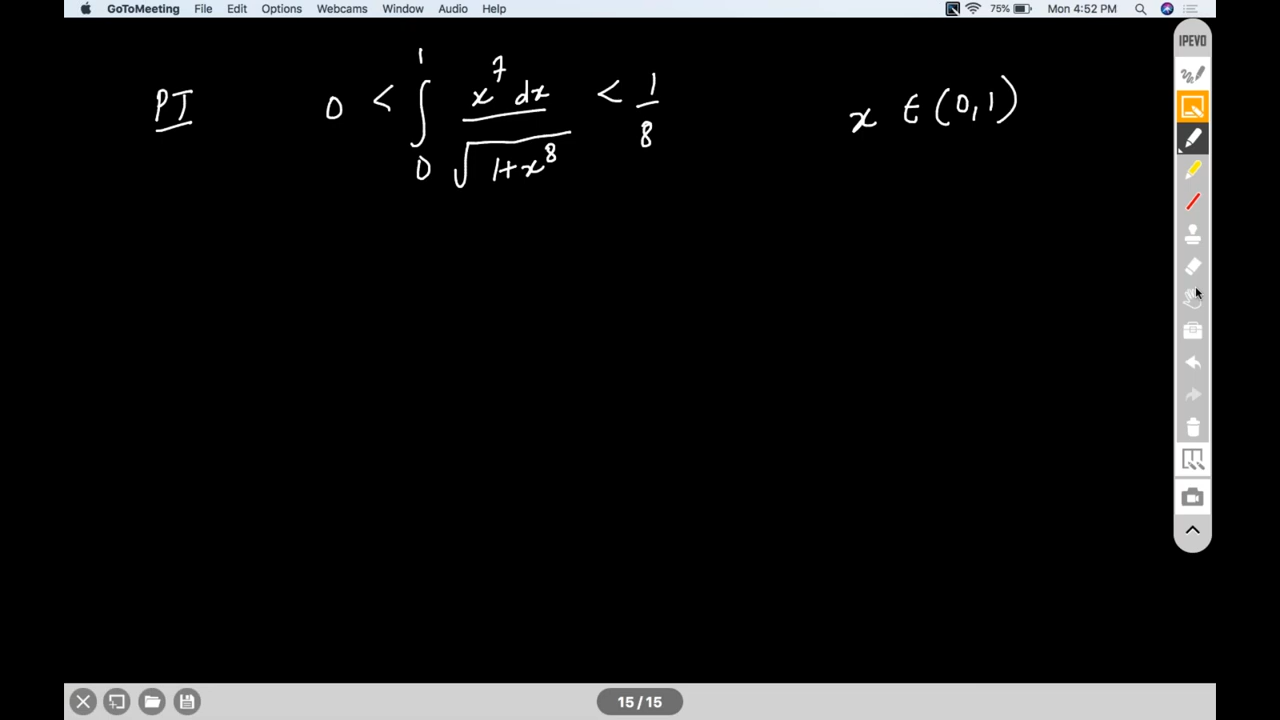 GoToMeeting File Edit Options Webcams Window Audio Help 75% Mon 4:52 PM
IPEVO
PT 0 < ∫₀¹ x⁷ dx / √(1+x⁸) < 1/8 x ∈ (0,1)
15 / 15